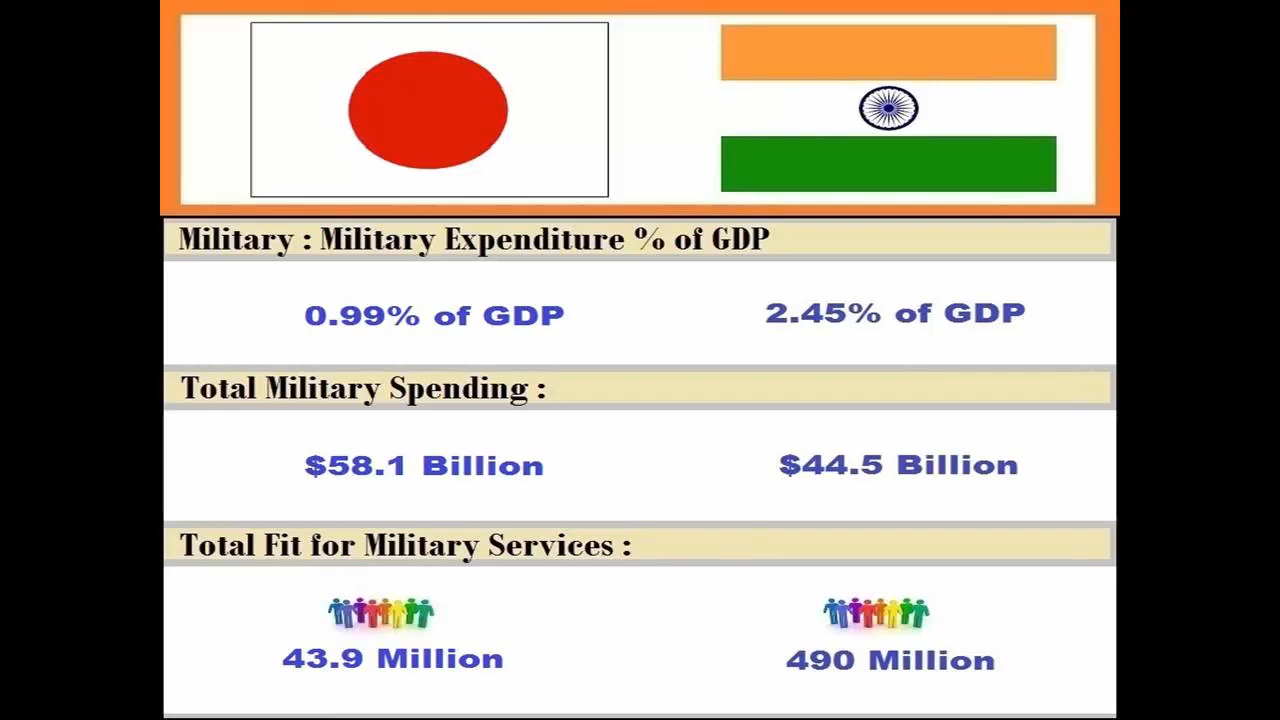 Military : Military Expenditure % of GDP
0.99% of GDP 2.45% of GDP
Total Military Spending :
$58.1 Billion $44.5 Billion
Total Fit for Military Services :
43.9 Million 490 Million